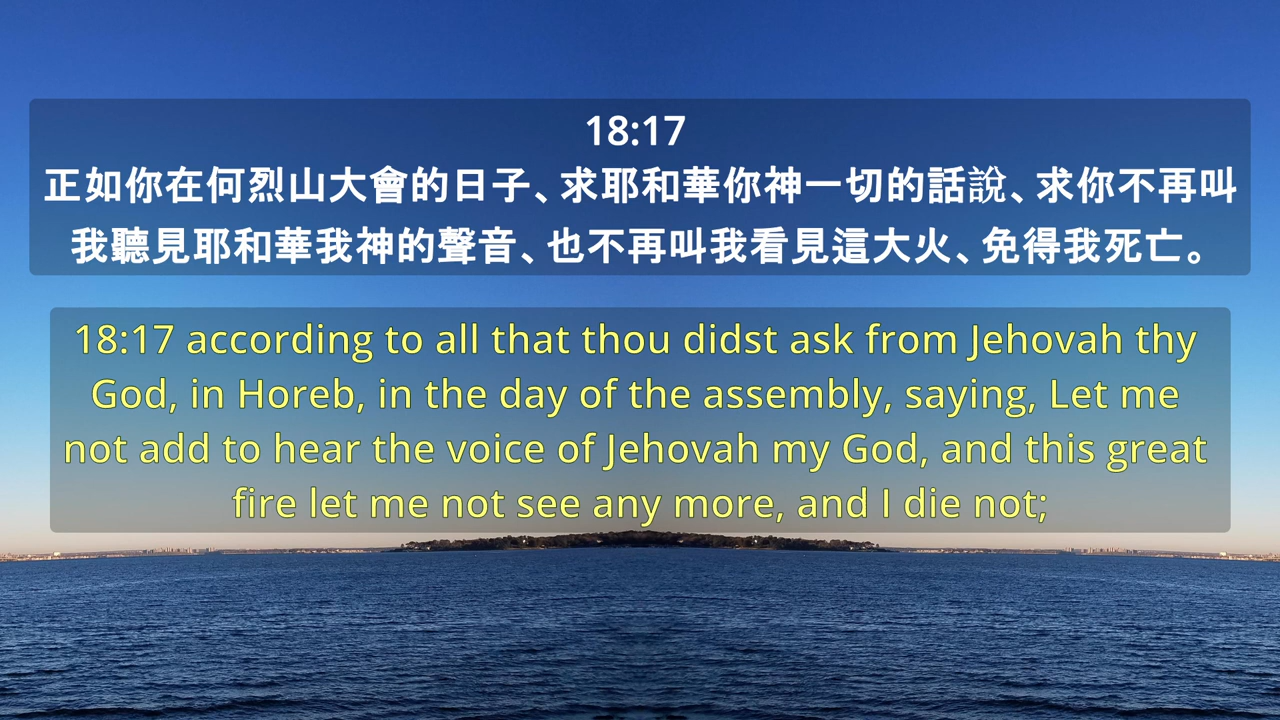 18:17
正如你在何烈山大會的日子、求耶和華你神一切的話說、求你不再叫
我聽見耶和華我神的聲音、也不再叫我看見這大火、免得我死亡。
18:17 according to all that thou didst ask from Jehovah thy
God, in Horeb, in the day of the assembly, saying, Let me
not add to hear the voice of Jehovah my God, and this great
fire let me not see any more, and I die not;